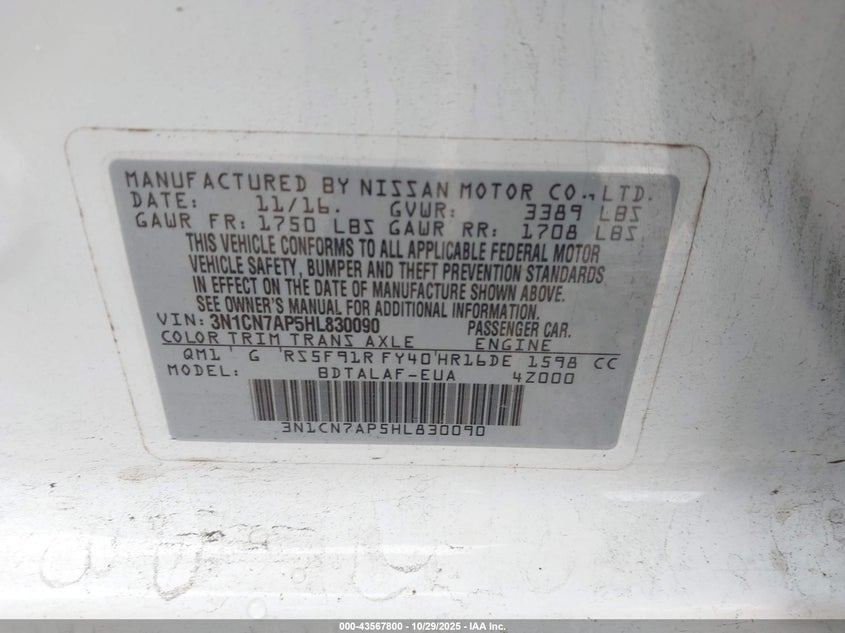 MANUFACTURED BY NISSAN MOTOR CO., LTD.
DATE: 11/16. GVWR: 3389 LBS
GAWR FR: 1750 LBS GAWR RR: 1708 LBS
THIS VEHICLE CONFORMS TO ALL APPLICABLE FEDERAL MOTOR
VEHICLE SAFETY, BUMPER AND THEFT PREVENTION STANDARDS
IN EFFECT ON THE DATE OF MANUFACTURE SHOWN ABOVE.
SEE OWNER'S MANUAL FOR ADDITIONAL INFORMATION.
VIN: 3N1CN7AP5HL830090 PASSENGER CAR.
COLOR TRIM TRANS AXLE ENGINE
QM1 G RS5F91R FY40 HR16DE 1598 CC
MODEL: BDTALAF-EUA 4Z000
3N1CN7AP5HL830090
000-43567800 / 10/29/2025 - IAA Inc.